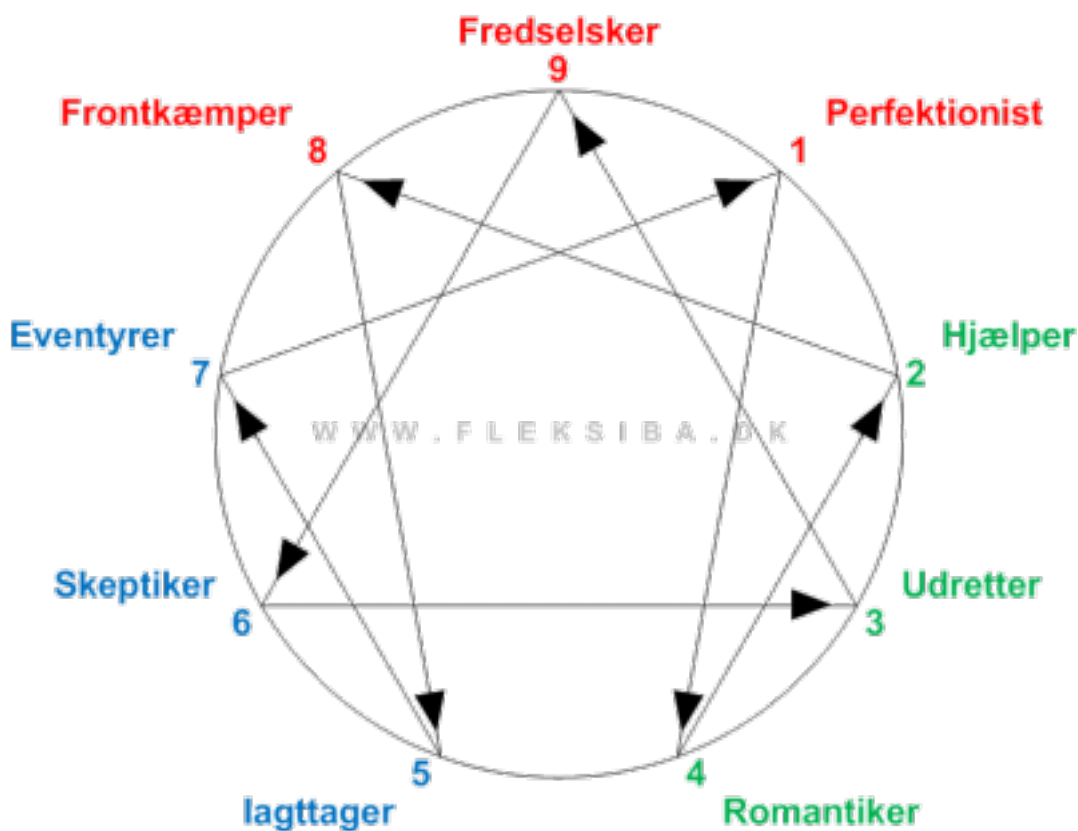 Fredselsker
9
Frontkæmper
Perfektionist
8
1
Eventyrer
Hjælper
7
2
WWW.FLEKSIBA.DK
Skeptiker
Udretter
6
3
5
4
Iagttager
Romantiker